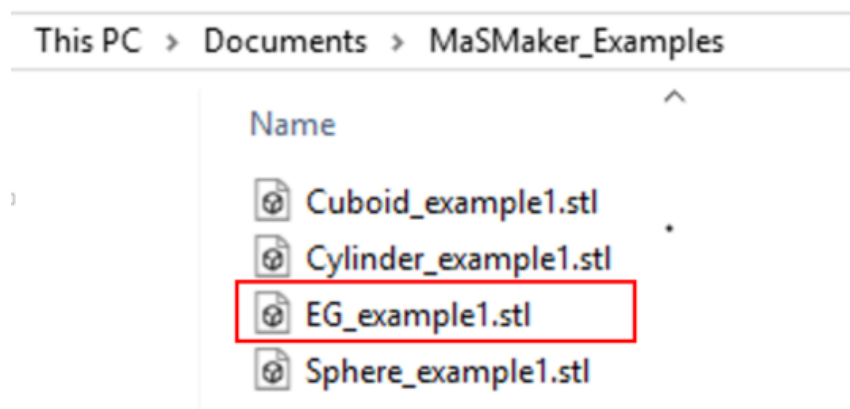 This PC > Documents > MaSMaker_Examples
Name
Cuboid_example1.stl
Cylinder_example1.stl
EG_example1.stl
Sphere_example1.stl